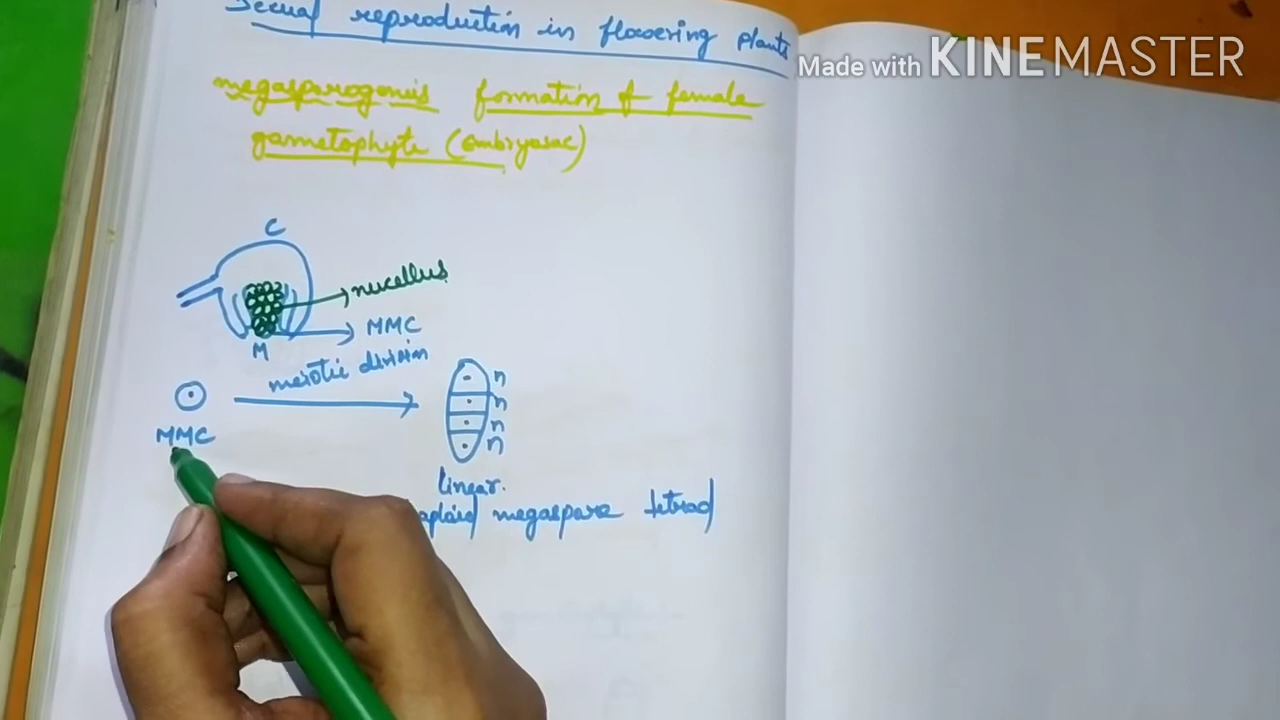 Sexual reproduction in flowering plants
Made with KINEMASTER
megasporogenesis formation of female
gametophyte (embryosac)
C
nucellus
MMC
M
meiotic division
n
n
n
n
MMC
linear.
megaspore tetrad